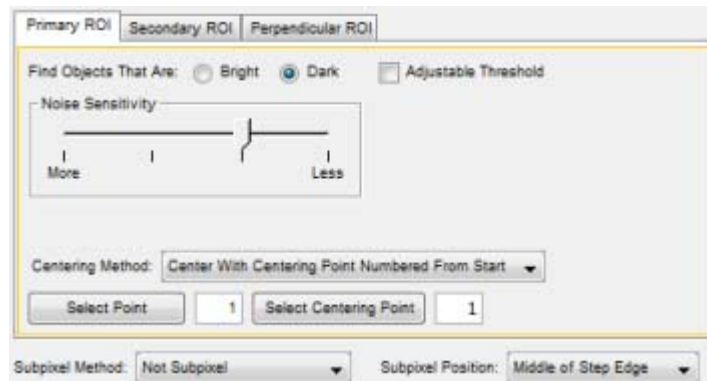 Primary ROI Secondary ROI Perpendicular ROI
Find Objects That Are: Bright Dark Adjustable Threshold
Noise Sensitivity
More Less
Centering Method: Center With Centering Point Numbered From Start
Select Point 1 Select Centering Point 1
Subpixel Method: Not Subpixel Subpixel Position: Middle of Step Edge